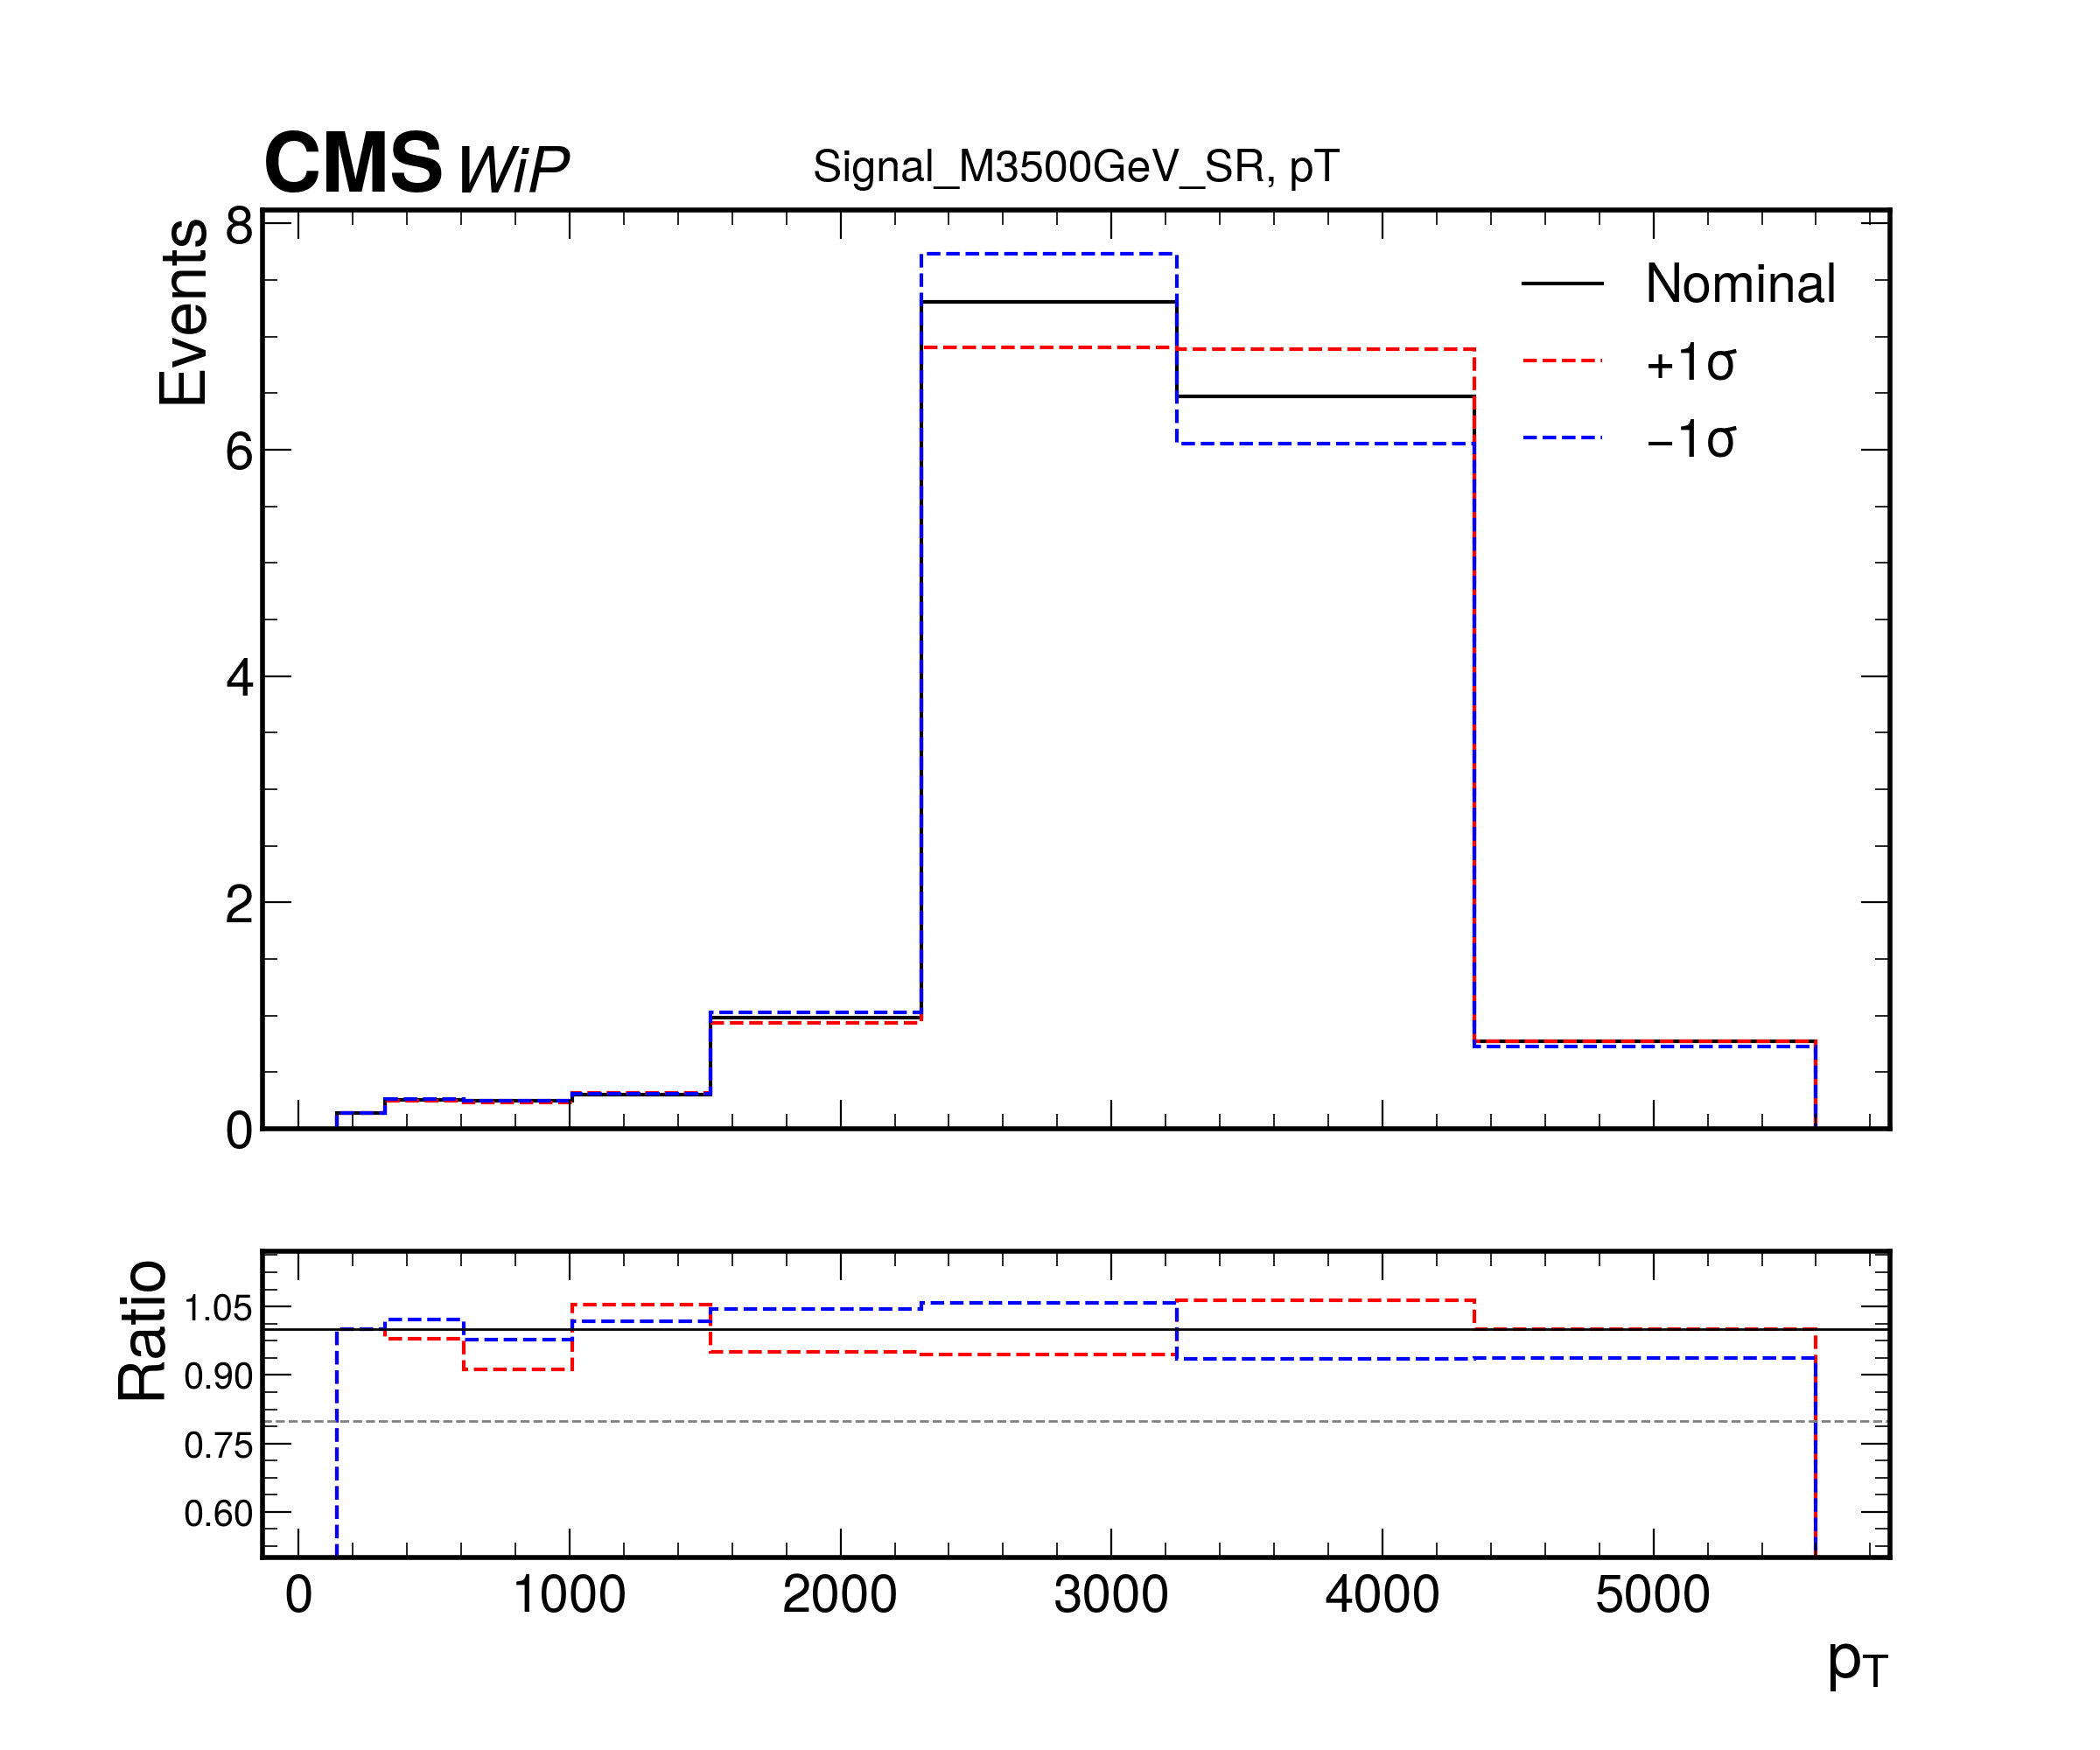 CMS WiP
Signal_M3500GeV_SR, pT
Events
8
6
4
2
0
Nominal
+1σ
−1σ
Ratio
1.05
0.90
0.75
0.60
0 1000 2000 3000 4000 5000
pT